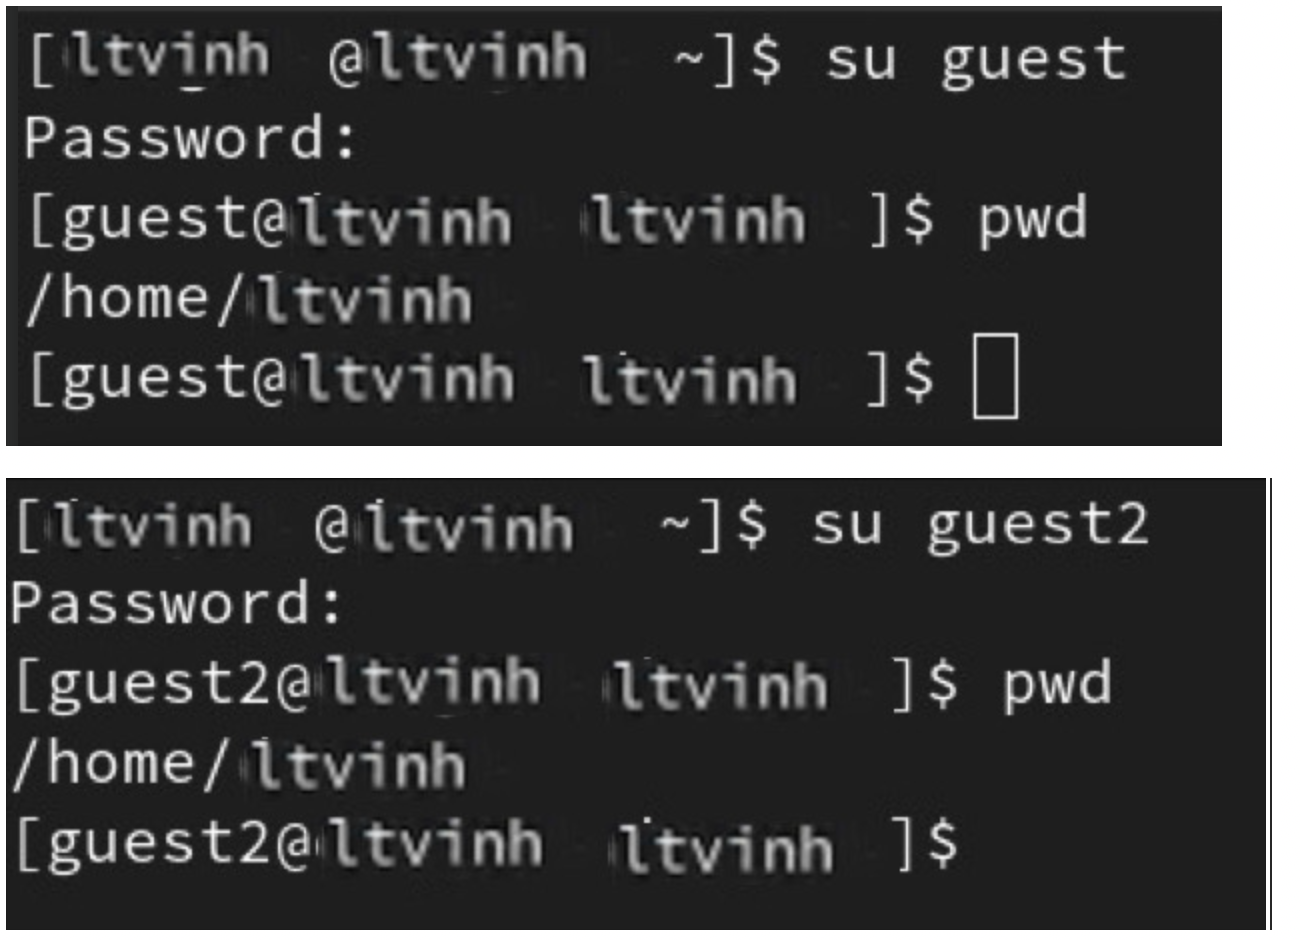 [ltvinh @ltvinh ~]$ su guest
Password:
[guest@ltvinh ltvinh ]$ pwd
/home/ltvinh
[guest@ltvinh ltvinh ]$
[ltvinh @ltvinh ~]$ su guest2
Password:
[guest2@ltvinh ltvinh ]$ pwd
/home/ltvinh
[guest2@ltvinh ltvinh ]$